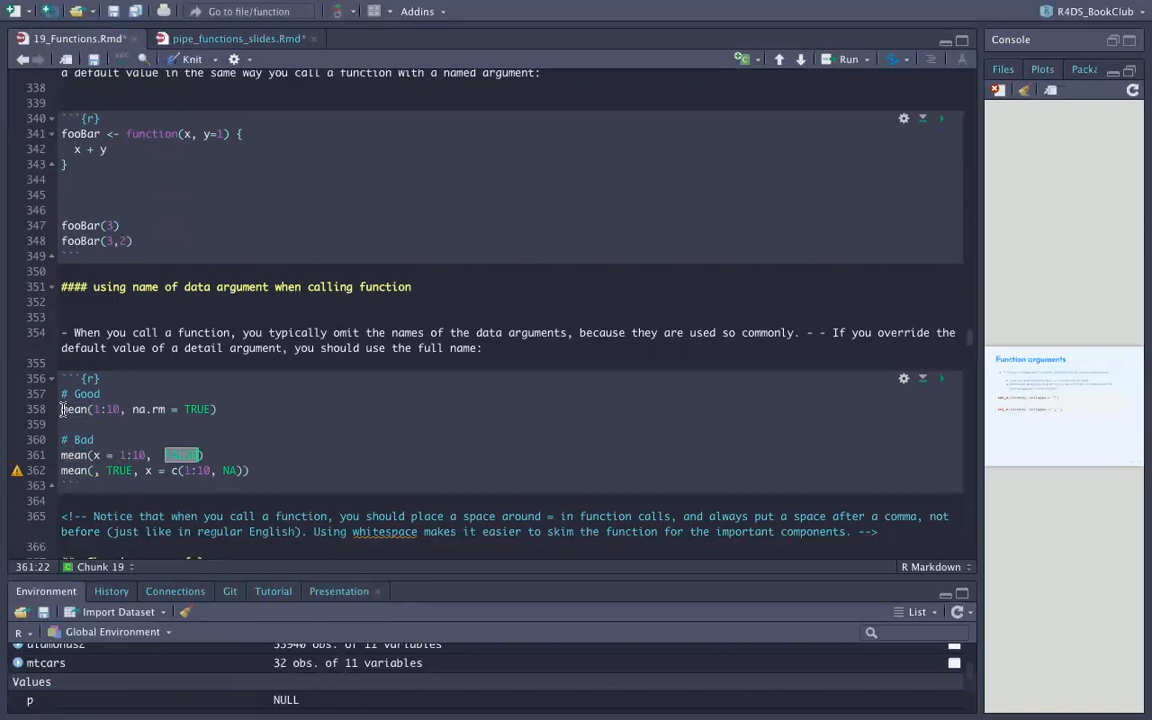 Go to file/function
Addins
R4DS_BookClub
19_Functions.Rmd*
pipe_functions_slides.Rmd*
Console
Knit
Run
Files
Plots
Packa
a default value in the same way you call a function with a named argument:
338
339
340 ```{r}
341 fooBar <- function(x, y=1) {
342 x + y
343 }
344
345
346
347 fooBar(3)
348 fooBar(3,2)
349 ```
350
351 #### using name of data argument when calling function
352
353
354 - When you call a function, you typically omit the names of the data arguments, because they are used so commonly. - - If you override the
default value of a detail argument, you should use the full name:
355
356 ```{r}
357 # Good
358 mean(1:10, na.rm = TRUE)
359
360 # Bad
361 mean(x = 1:10, )
362 mean(, TRUE, x = c(1:10, NA))
363 ```
364
365 <!-- Notice that when you call a function, you should place a space around = in function calls, and always put a space after a comma, not
before (just like in regular English). Using whitespace makes it easier to skim the function for the important components. -->
366
361:22
Chunk 19
R Markdown
Function arguments
Environment
History
Connections
Git
Tutorial
Presentation
Import Dataset
List
R
Global Environment
53940 obs. of 11 variables
mtcars
32 obs. of 11 variables
Values
p
NULL